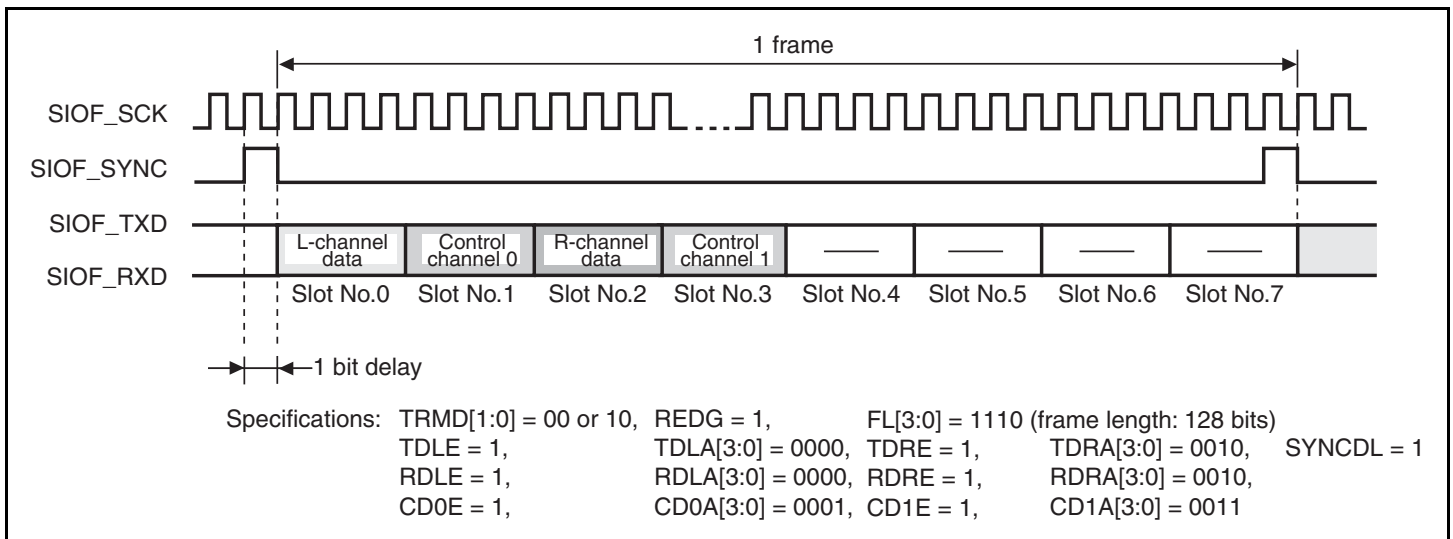 1 frame
SIOF_SCK
SIOF_SYNC
SIOF_TXD
SIOF_RXD
L-channel data
Control channel 0
R-channel data
Control channel 1
Slot No.0 Slot No.1 Slot No.2 Slot No.3 Slot No.4 Slot No.5 Slot No.6 Slot No.7
1 bit delay
Specifications: TRMD[1:0] = 00 or 10, REDG = 1, FL[3:0] = 1110 (frame length: 128 bits)
TDLE = 1, TDLA[3:0] = 0000, TDRE = 1, TDRA[3:0] = 0010, SYNCDL = 1
RDLE = 1, RDLA[3:0] = 0000, RDRE = 1, RDRA[3:0] = 0010,
CD0E = 1, CD0A[3:0] = 0001, CD1E = 1, CD1A[3:0] = 0011